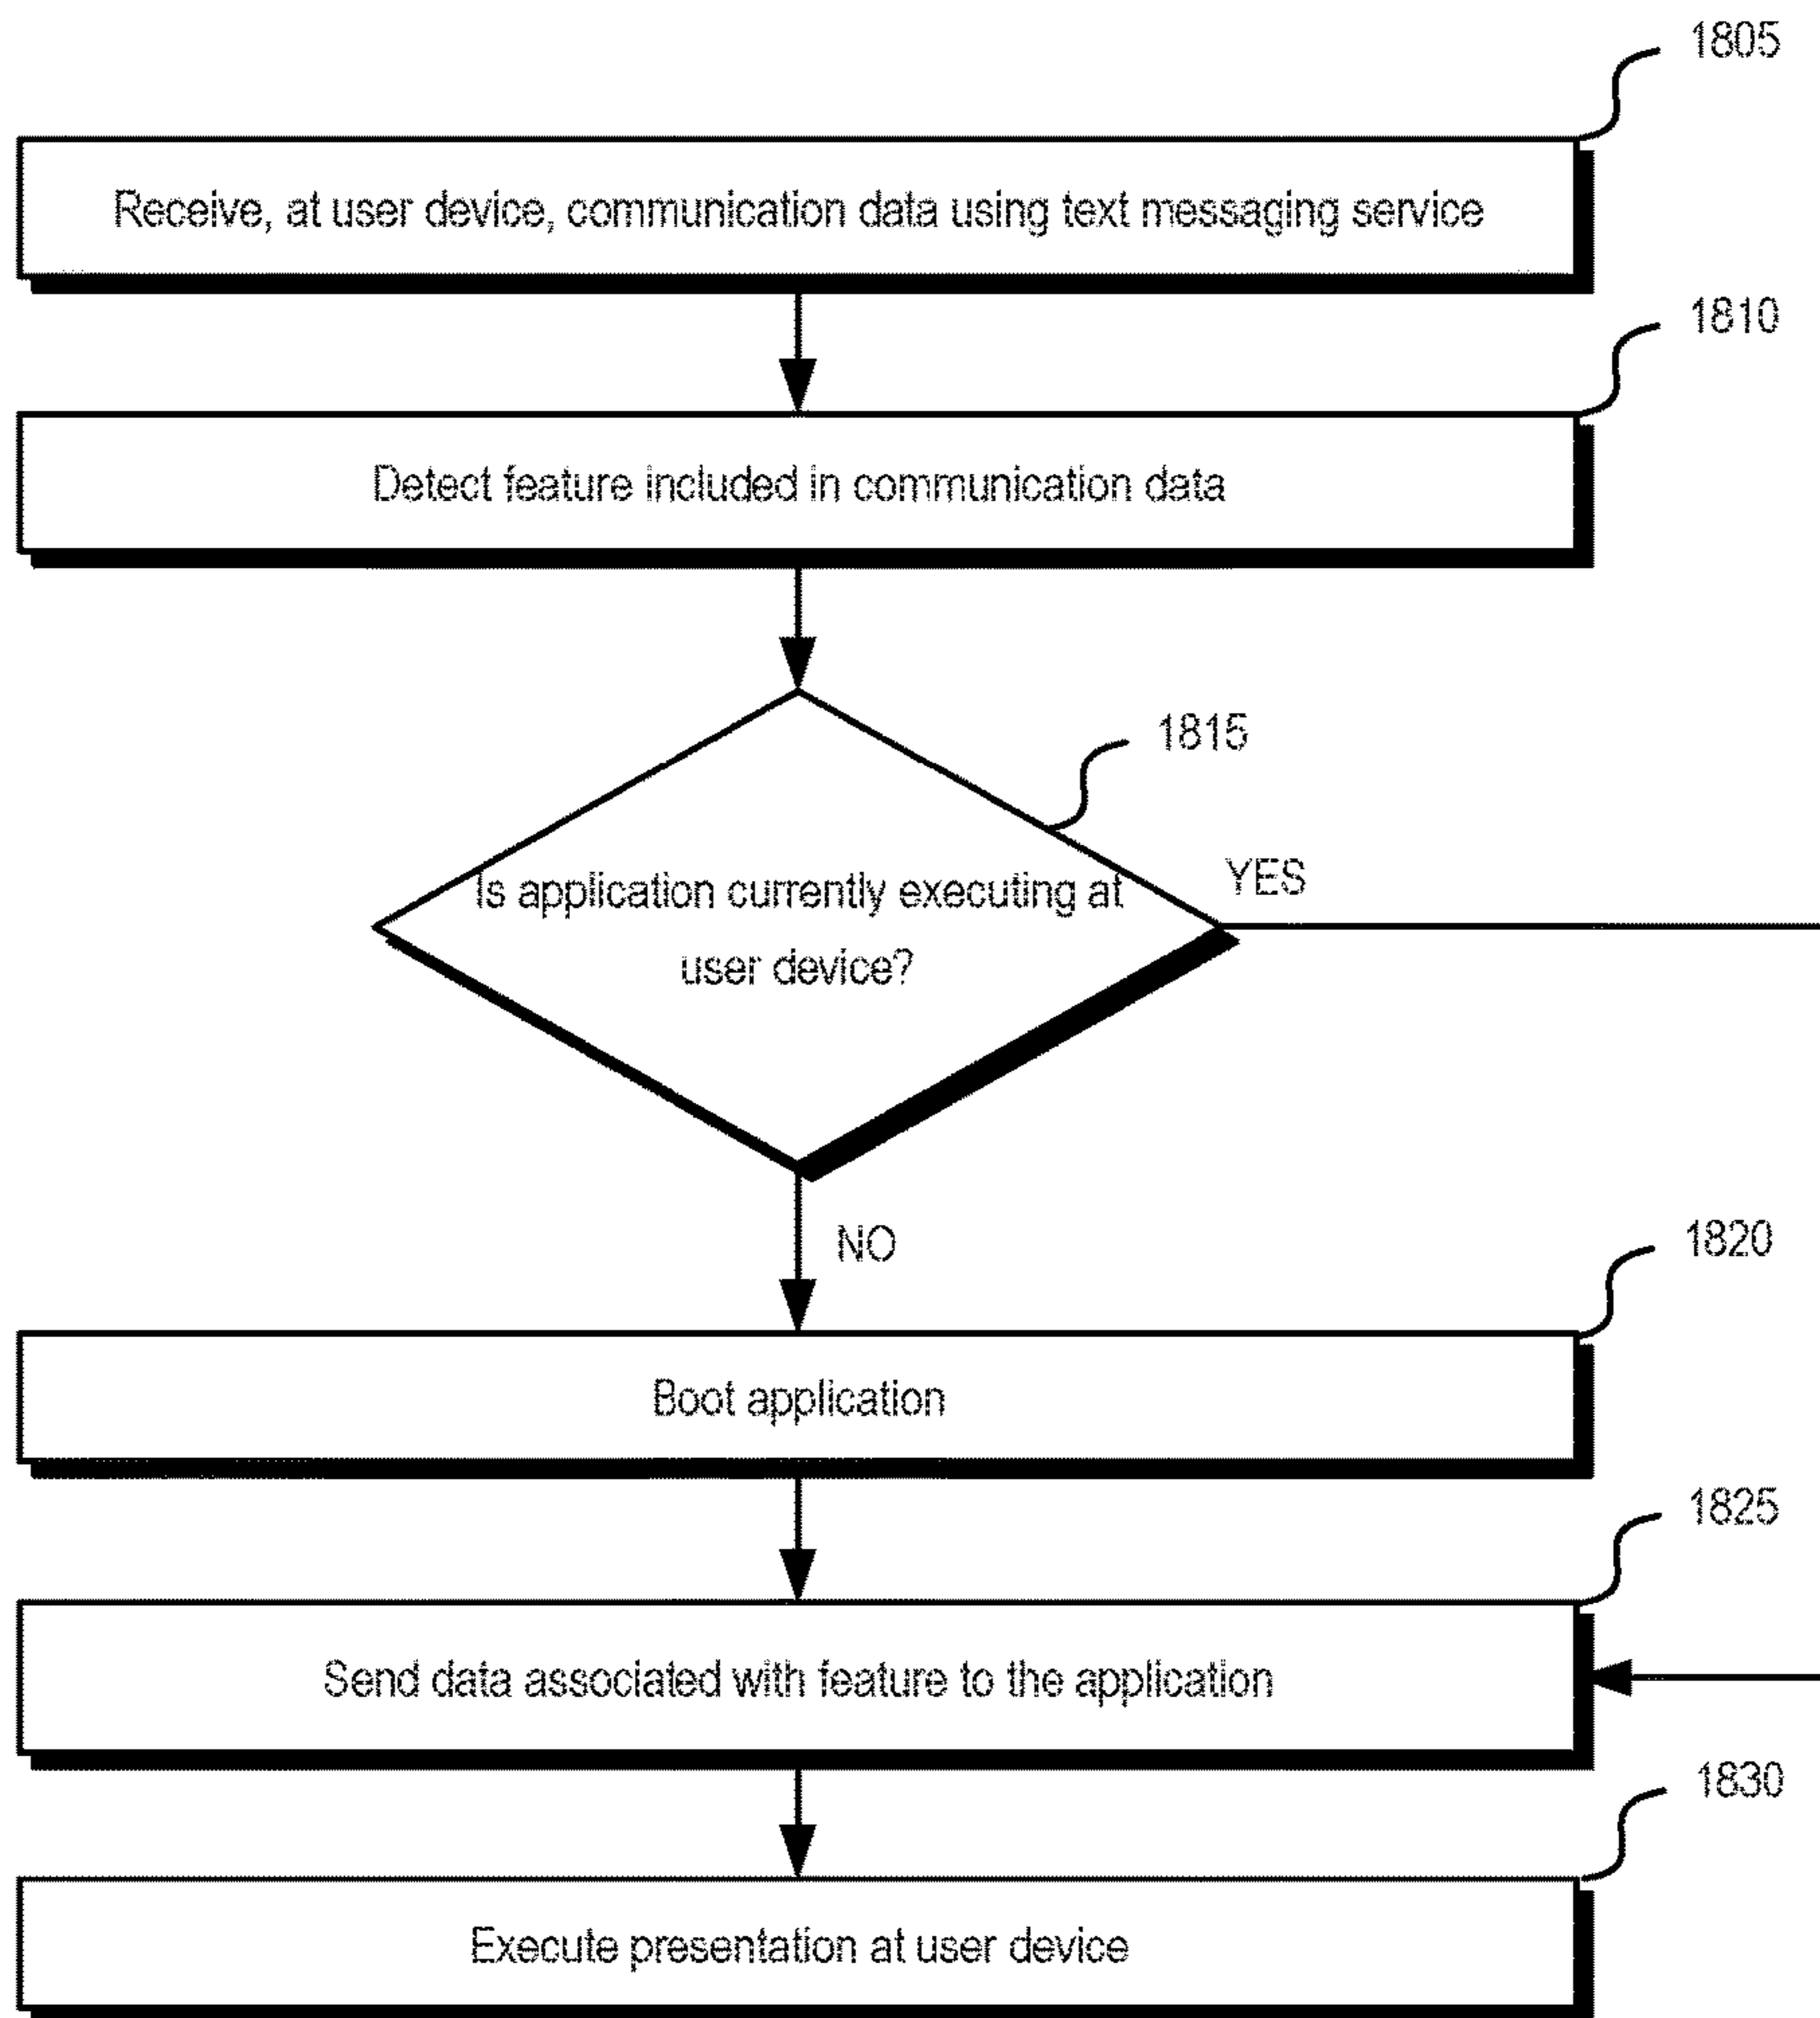 1805
Receive, at user device, communication data using text messaging service
1810
Detect feature included in communication data
1815
Is application currently executing at
user device?
YES
NO
1820
Boot application
1825
Send data associated with feature to the application
1830
Execute presentation at user device